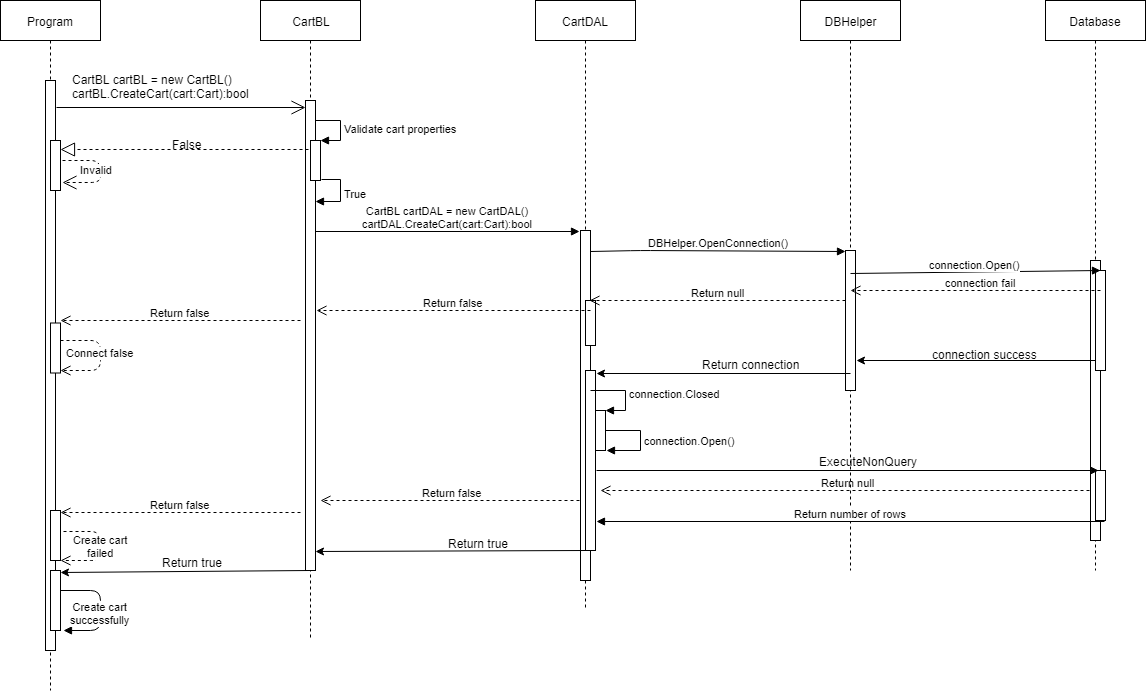 Program
CartBL
CartDAL
DBHelper
Database
CartBL cartBL = new CartBL()
cartBL.CreateCart(cart:Cart):bool
Validate cart properties
False
Invalid
True
CartBL cartDAL = new CartDAL()
cartDAL.CreateCart(cart:Cart):bool
DBHelper.OpenConnection()
connection.Open()
connection fail
Return null
Return false
Return false
Connect false
connection success
Return connection
connection.Closed
connection.Open()
ExecuteNonQuery
Return null
Return false
Return false
Return number of rows
Create cart
failed
Return true
Return true
Create cart
successfully